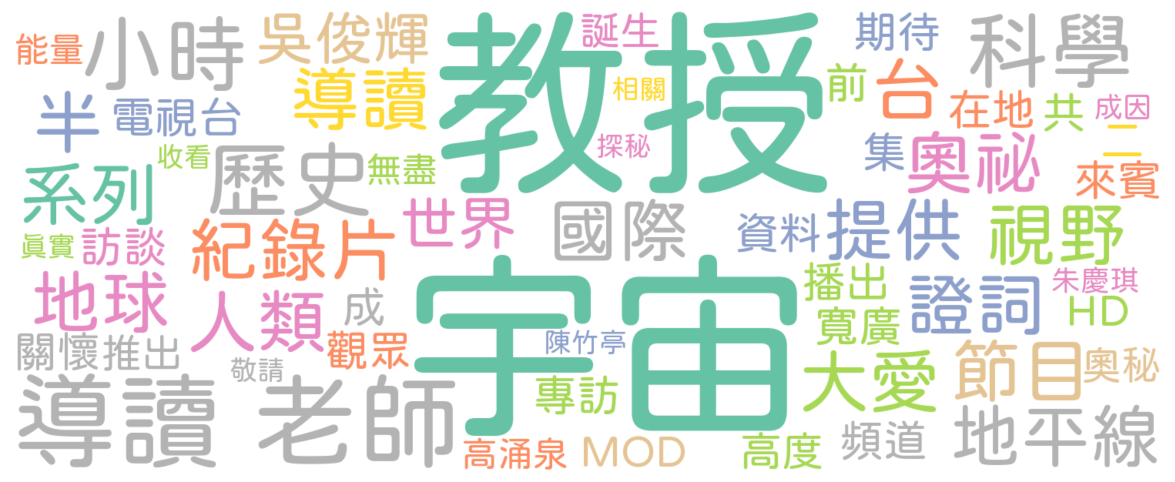 能量
小時
吳俊輝
教授
誕生
期待
科學
半
電視台
導讀
相關
前
台
在地
共
成因
收看
歷史
無盡
探秘
集
奧祕
二
來賓
系列
世界
國際
資料
提供
視野
眞實
訪談
紀錄片
地球
人類
成
宇宙
播出
證詞
朱慶琪
HD
關懷
推出
敬請
觀眾
陳竹亭
寬廣
大愛
節目
奧秘
導讀
老師
專訪
高涌泉
MOD
高度
頻道
地平線